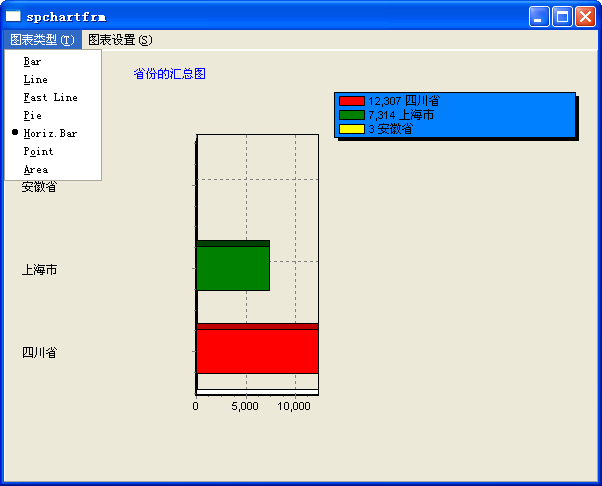 spchartfrm
图表类型(T) 图表设置(S)
Bar
Line
Fast Line
Pie
Horiz.Bar
Point
Area
省份的汇总图
12,307 四川省
7,314 上海市
3 安徽省
安徽省
上海市
四川省
0 5,000 10,000